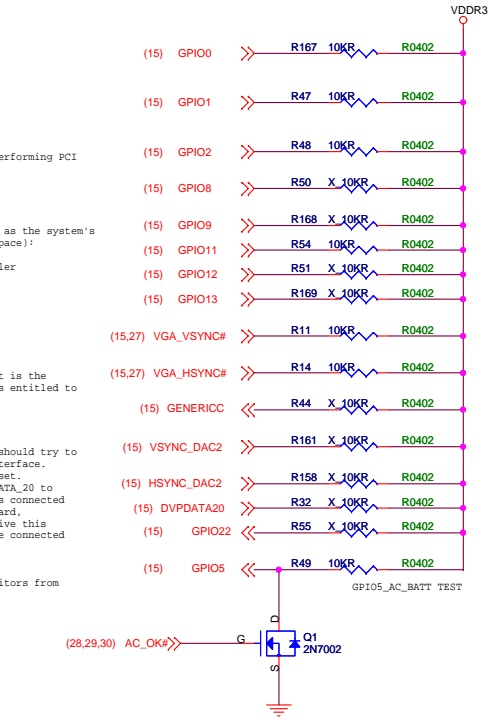 VDDR3
(15) GPIO0 R167 10KR R0402
(15) GPIO1 R47 10KR R0402
(15) GPIO2 R48 10KR R0402
erforming PCI
(15) GPIO8 R50 X_10KR R0402
as the system's
(15) GPIO9 R168 X_10KR R0402
pace):
(15) GPIO11 R54 10KR R0402
ler
(15) GPIO12 R51 X_10KR R0402
(15) GPIO13 R169 X_10KR R0402
(15,27) VGA_VSYNC# R11 10KR R0402
t is the
(15,27) VGA_HSYNC# R14 10KR R0402
s entitled to
(15) GENERICC R44 X_10KR R0402
(15) VSYNC_DAC2 R161 X_10KR R0402
should try to
terface.
set.
(15) HSYNC_DAC2 R158 X_10KR R0402
ATA_20 to
s connected
(15) DVPDATA20 R32 X_10KR R0402
ard,
ive this
(15) GPIO22 R55 X_10KR R0402
e connected
(15) GPIO5 R49 10KR R0402
itors from
GPIO5_AC_BATT TEST
D
(28,29,30) AC_OK# G Q1
2N7002
S